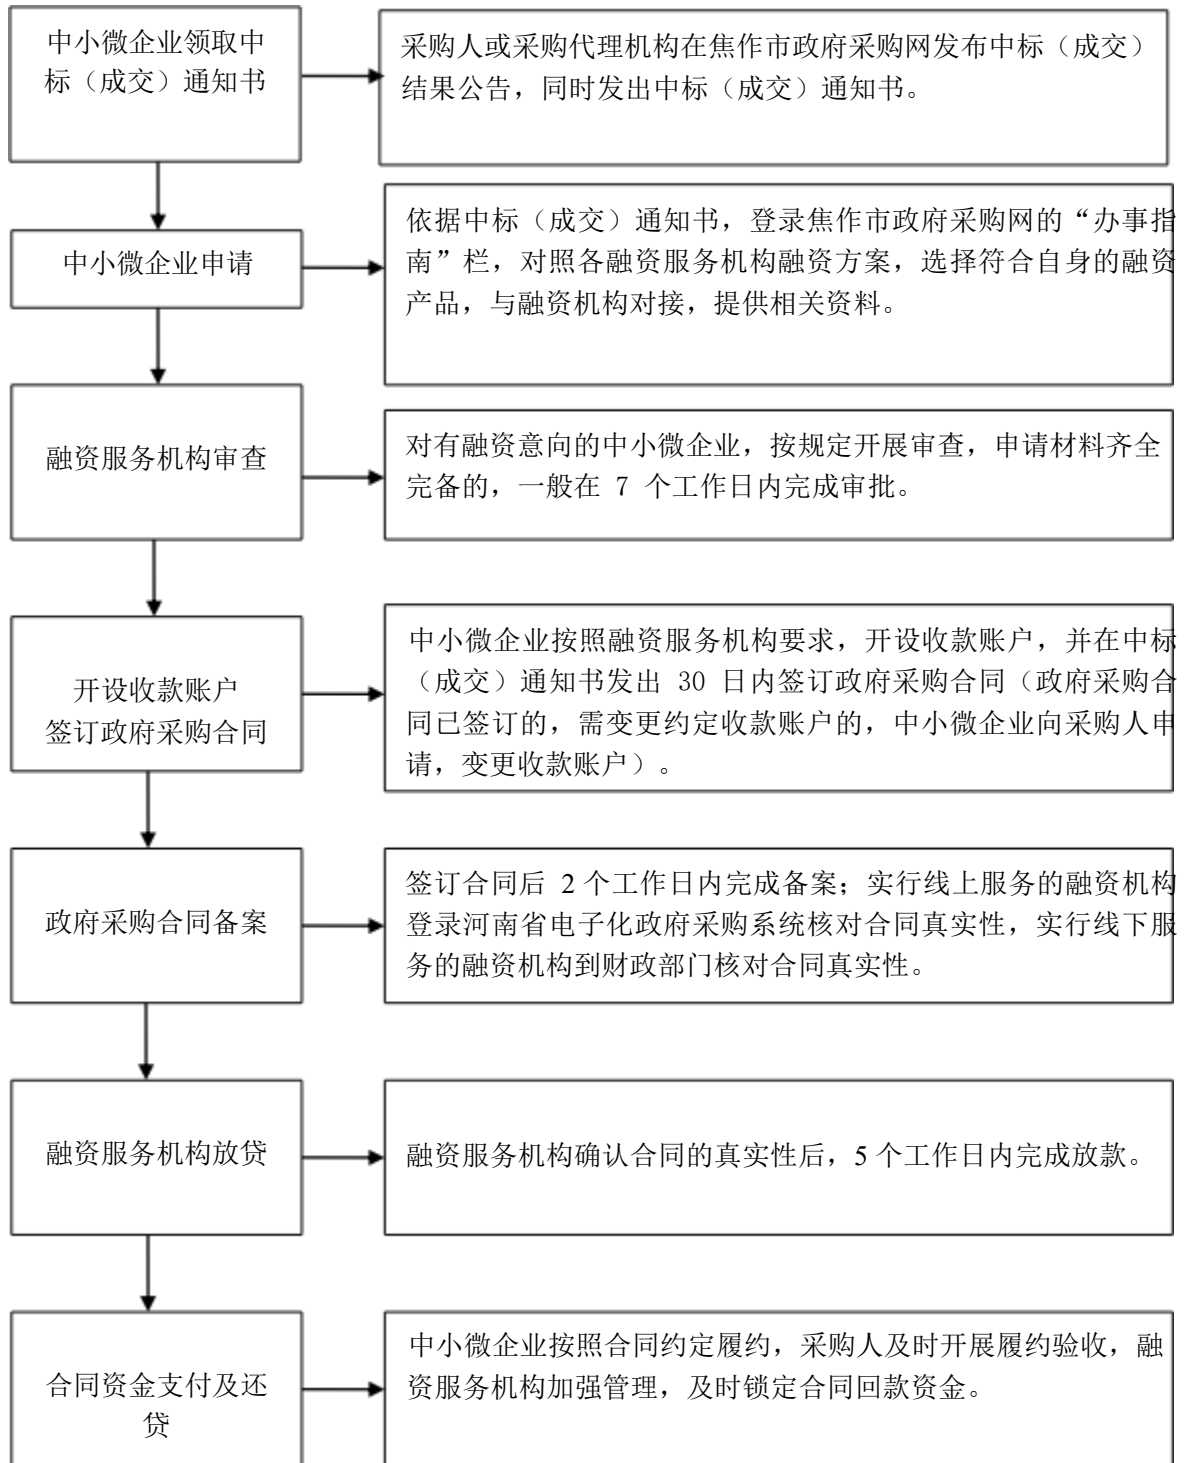 中小微企业领取中
标（成交）通知书
采购人或采购代理机构在焦作市政府采购网发布中标（成交）
结果公告，同时发出中标（成交）通知书。
中小微企业申请
依据中标（成交）通知书，登录焦作市政府采购网的“办事指
南”栏，对照各融资服务机构融资方案，选择符合自身的融资
产品，与融资机构对接，提供相关资料。
融资服务机构审查
对有融资意向的中小微企业，按规定开展审查，申请材料齐全
完备的，一般在 7 个工作日内完成审批。
开设收款账户
签订政府采购合同
中小微企业按照融资服务机构要求，开设收款账户，并在中标
（成交）通知书发出 30 日内签订政府采购合同（政府采购合
同已签订的，需变更约定收款账户的，中小微企业向采购人申
请，变更收款账户）。
政府采购合同备案
签订合同后 2 个工作日内完成备案；实行线上服务的融资机构
登录河南省电子化政府采购系统核对合同真实性，实行线下服
务的融资机构到财政部门核对合同真实性。
融资服务机构放贷
融资服务机构确认合同的真实性后，5 个工作日内完成放款。
合同资金支付及还
贷
中小微企业按照合同约定履约，采购人及时开展履约验收，融
资服务机构加强管理，及时锁定合同回款资金。